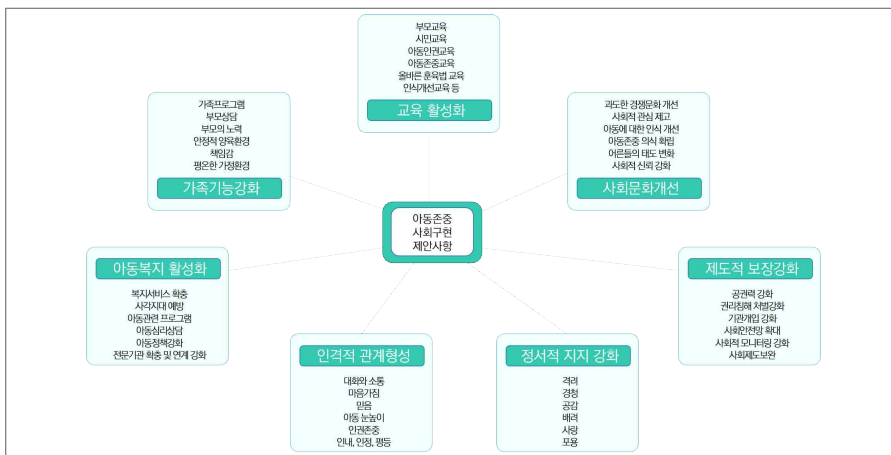 부모교육
시민교육
아동인권교육
아동존중교육
올바른 훈육법 교육
인식개선교육 등
교육 활성화
가족프로그램
부모상담
부모의 노력
안정적 양육환경
책임감
평온한 가정환경
가족기능강화
과도한 경쟁문화 개선
사회적 관심 제고
아동에 대한 인식 개선
아동존중 의식 확립
어른들의 태도 변화
사회적 신뢰 강화
사회문화개선
아동존중
사회구현
제안사항
아동복지 활성화
복지서비스 확충
사각지대 예방
아동관련 프로그램
아동심리상담
아동정책강화
전문기관 확충 및 연계 강화
제도적 보장강화
공권력 강화
권리침해 처벌강화
기관개입 강화
사회안전망 확대
사회적 모니터링 강화
사회제도보완
인격적 관계형성
대화와 소통
마음가짐
믿음
아동 눈높이
인권존중
인내, 인정, 평등
정서적 지지 강화
격려
경청
공감
배려
사랑
포용